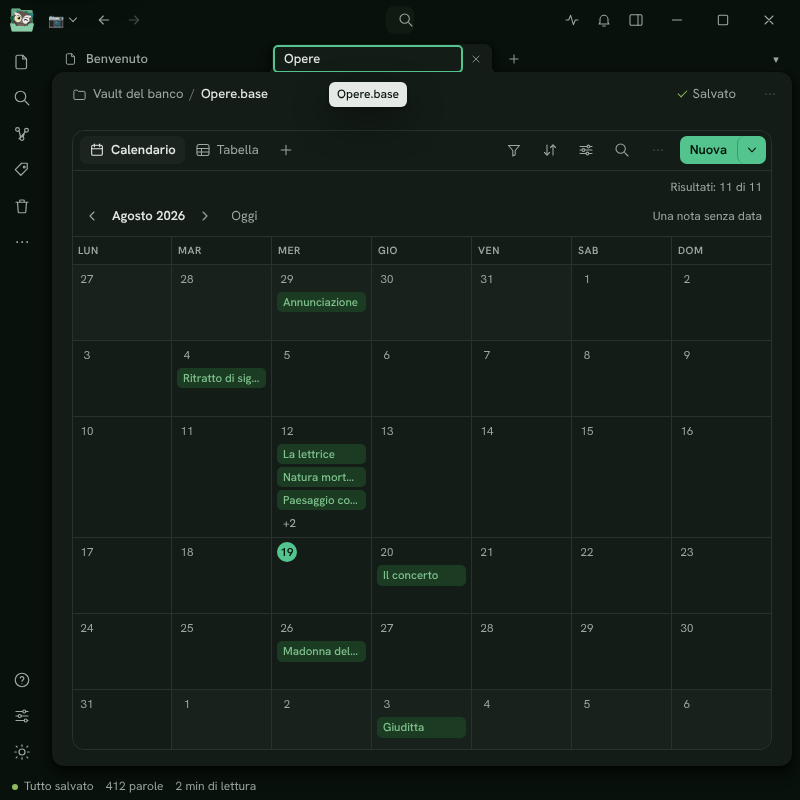 Benvenuto
Opere
Vault del banco / Opere.base
Opere.base
Salvato
Calendario
Tabella
Nuova
Risultati: 11 di 11
Agosto 2026
Oggi
Una nota senza data
LUN MAR MER GIO VEN SAB DOM
27 28 29 30 31 1 2
Annunciazione
3 4 5 6 7 8 9
Ritratto di sig...
10 11 12 13 14 15 16
La lettrice
Natura mort...
Paesaggio co...
+2
17 18 19 20 21 22 23
Il concerto
24 25 26 27 28 29 30
Madonna del...
31 1 2 3 4 5 6
Giuditta
Tutto salvato 412 parole 2 min di lettura